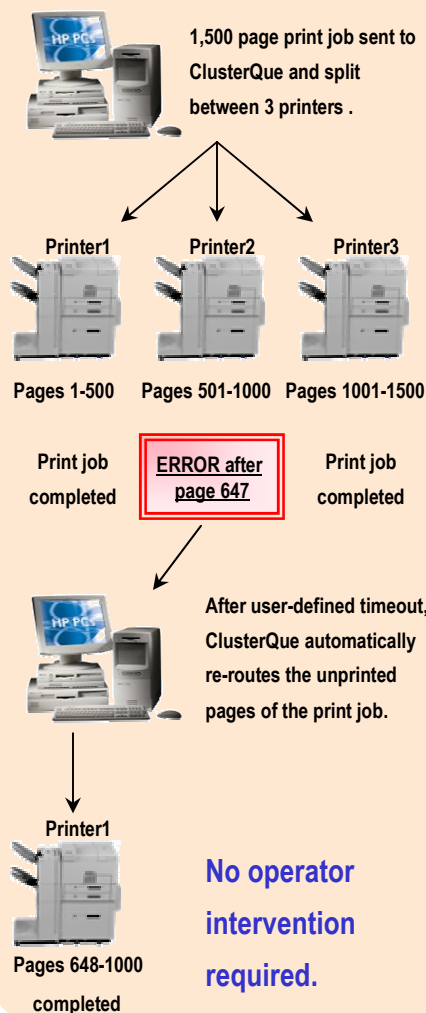 HP PCs
1,500 page print job sent to
ClusterQue and split
between 3 printers .
Printer1
Printer2
Printer3
Pages 1-500
Pages 501-1000
Pages 1001-1500
Print job
completed
ERROR after
page 647
Print job
completed
HP PCs
After user-defined timeout,
ClusterQue automatically
re-routes the unprinted
pages of the print job.
Printer1
Pages 648-1000
completed
No operator
intervention
required.